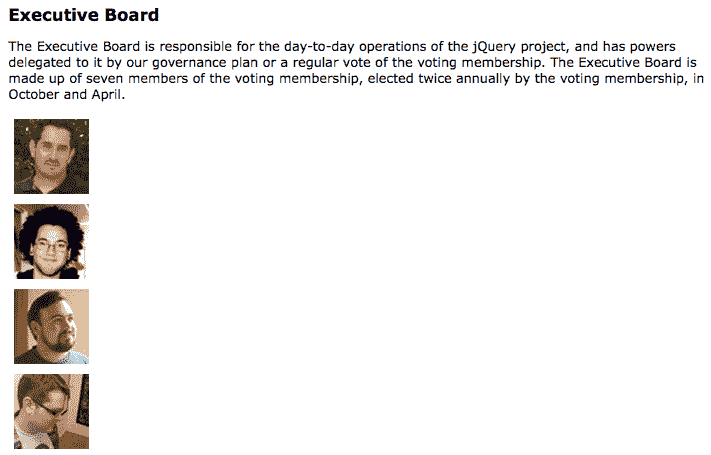 Executive Board
The Executive Board is responsible for the day-to-day operations of the jQuery project, and has powers
delegated to it by our governance plan or a regular vote of the voting membership. The Executive Board is
made up of seven members of the voting membership, elected twice annually by the voting membership, in
October and April.